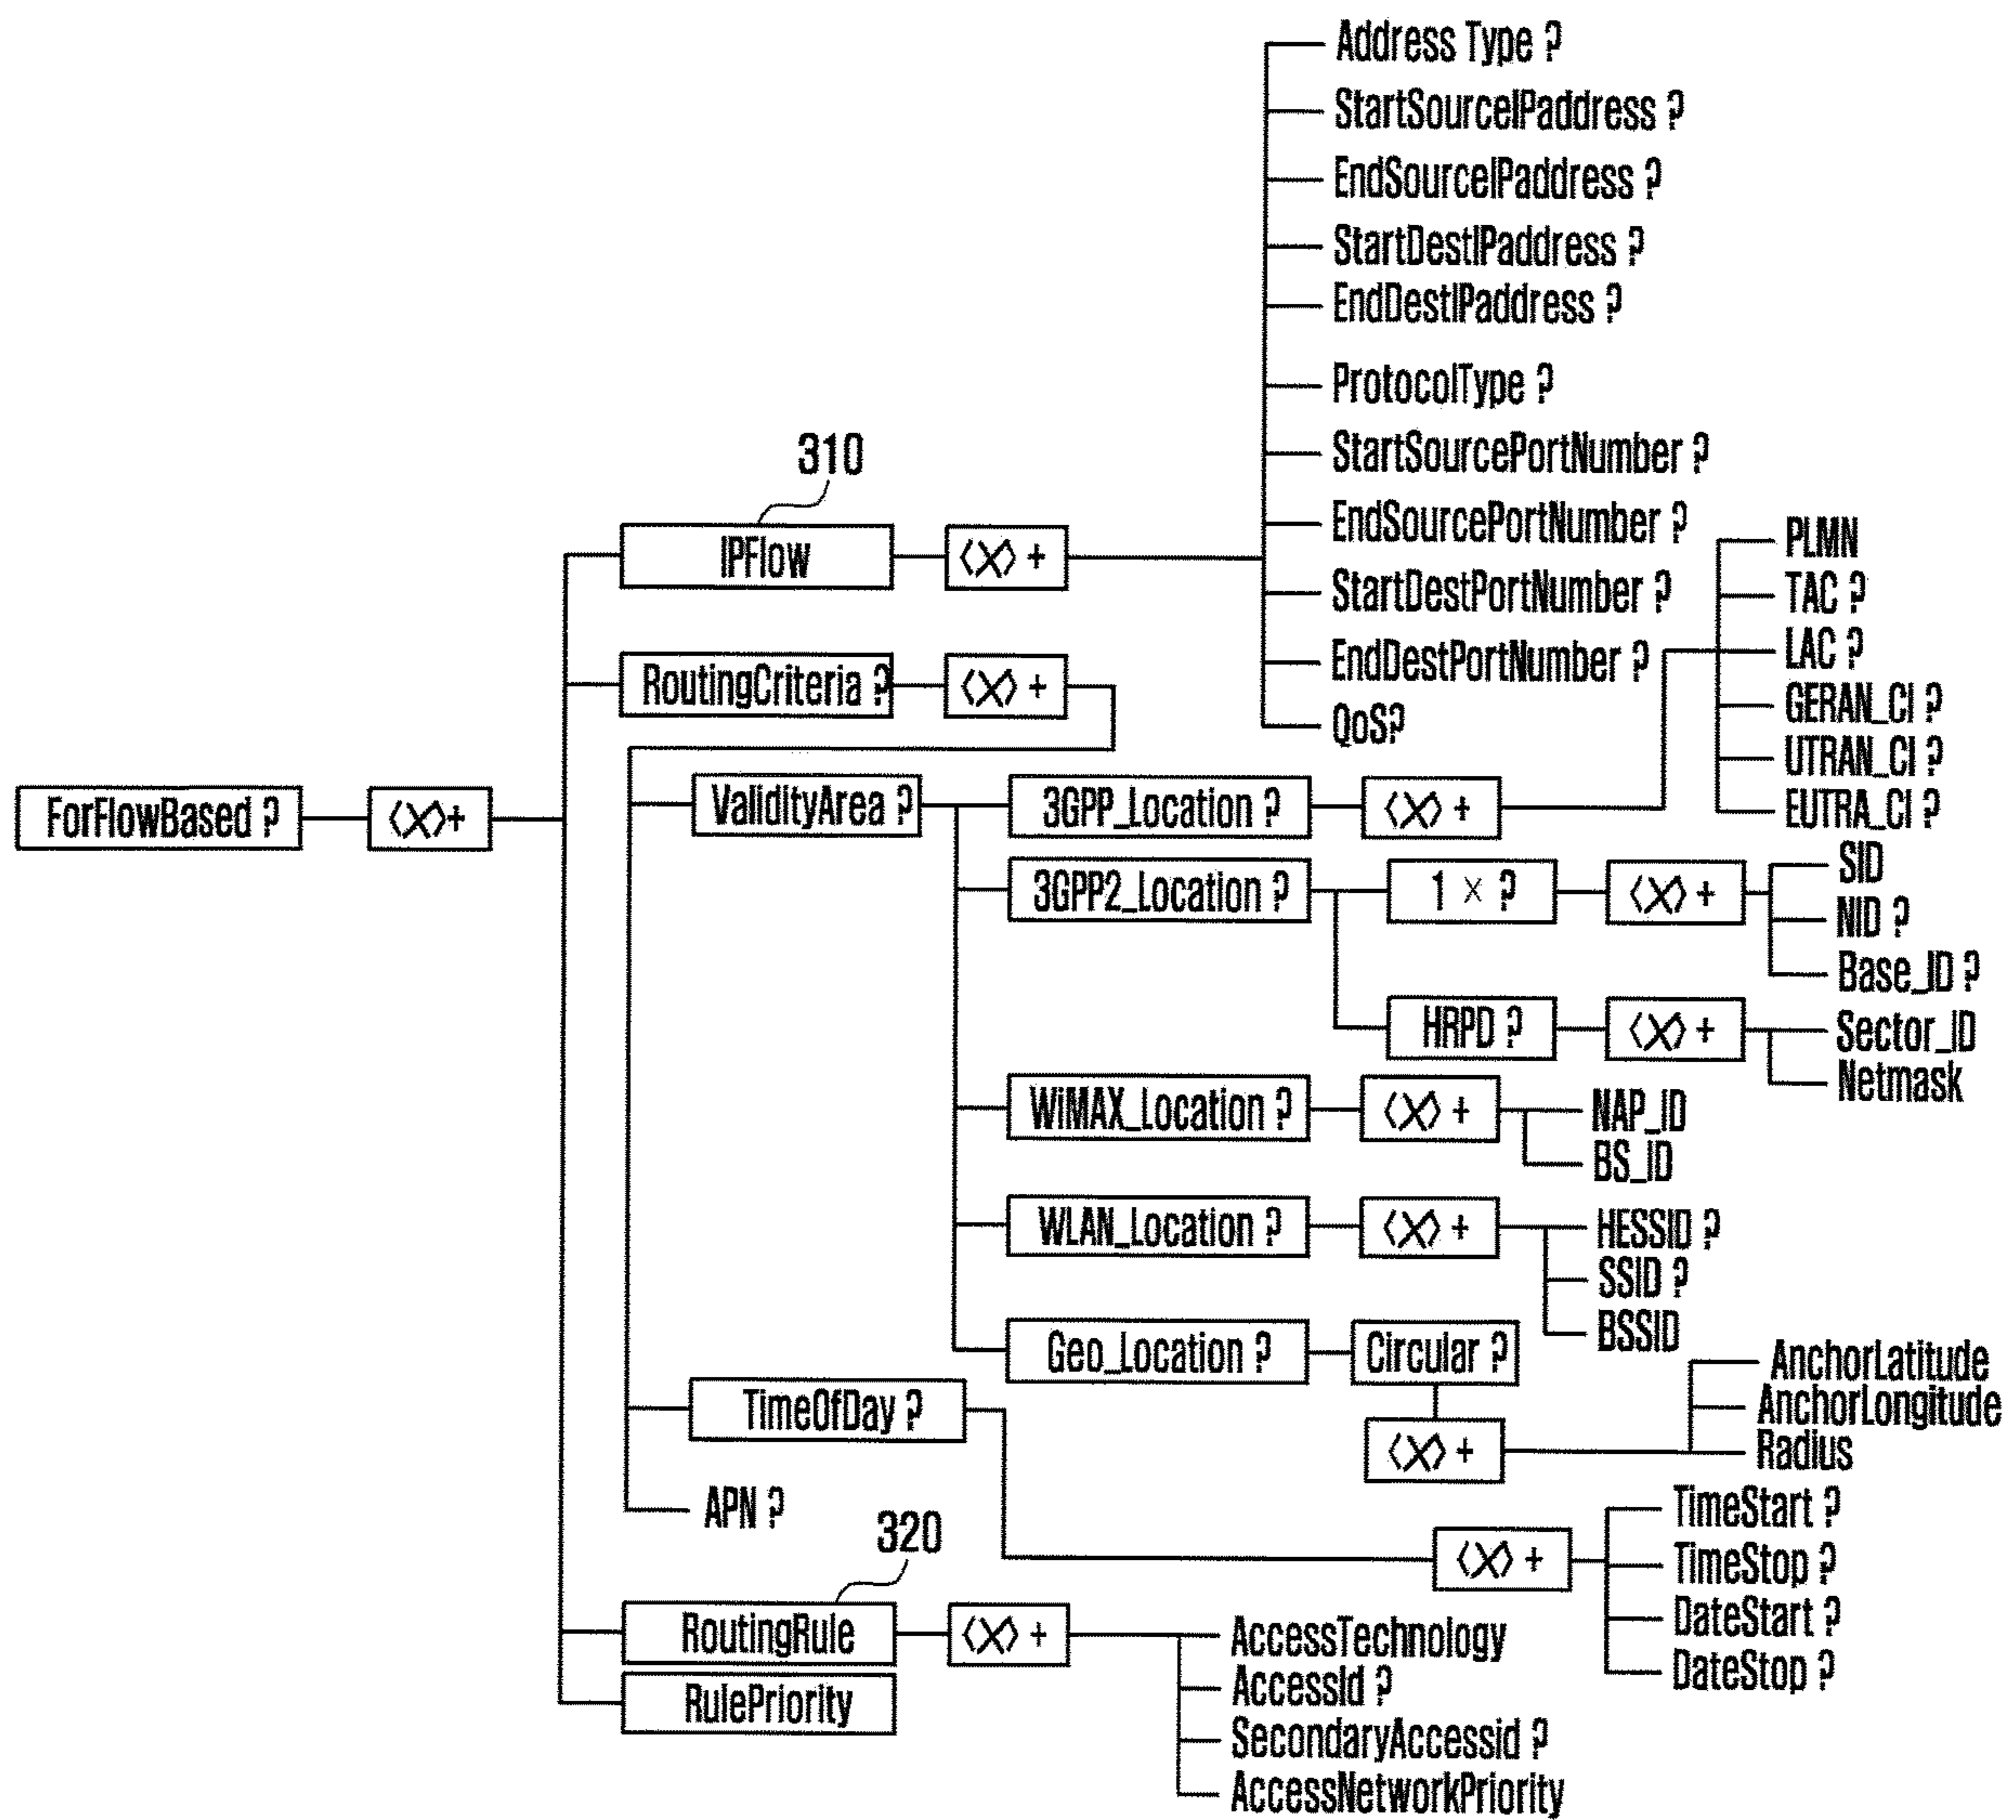 Address Type ?
StartSourceIPaddress ?
EndSourceIPaddress ?
StartDestIPaddress ?
EndDestIPaddress ?
ProtocolType ?
StartSourcePortNumber ?
EndSourcePortNumber ?
StartDestPortNumber ?
EndDestPortNumber ?
QoS?
310
IPFlow
<X> +
RoutingCriteria ?
<X> +
PLMN
TAC ?
LAC ?
GERAN_CI ?
UTRAN_CI ?
EUTRA_CI ?
ForFlowBased ?
<X>+
ValidityArea ?
3GPP_Location ?
<X> +
3GPP2_Location ?
1 × ?
<X> +
SID
NID ?
Base_ID ?
HRPD ?
<X> +
Sector_ID
Netmask
WiMAX_Location ?
<X> +
NAP_ID
BS_ID
WLAN_Location ?
<X> +
HESSID ?
SSID ?
BSSID
Geo_Location ?
Circular ?
<X> +
AnchorLatitude
AnchorLongitude
Radius
TimeOfDay ?
<X> +
TimeStart ?
TimeStop ?
DateStart ?
DateStop ?
APN ?
320
RoutingRule
<X> +
AccessTechnology
AccessId ?
SecondaryAccessid ?
AccessNetworkPriority
RulePriority